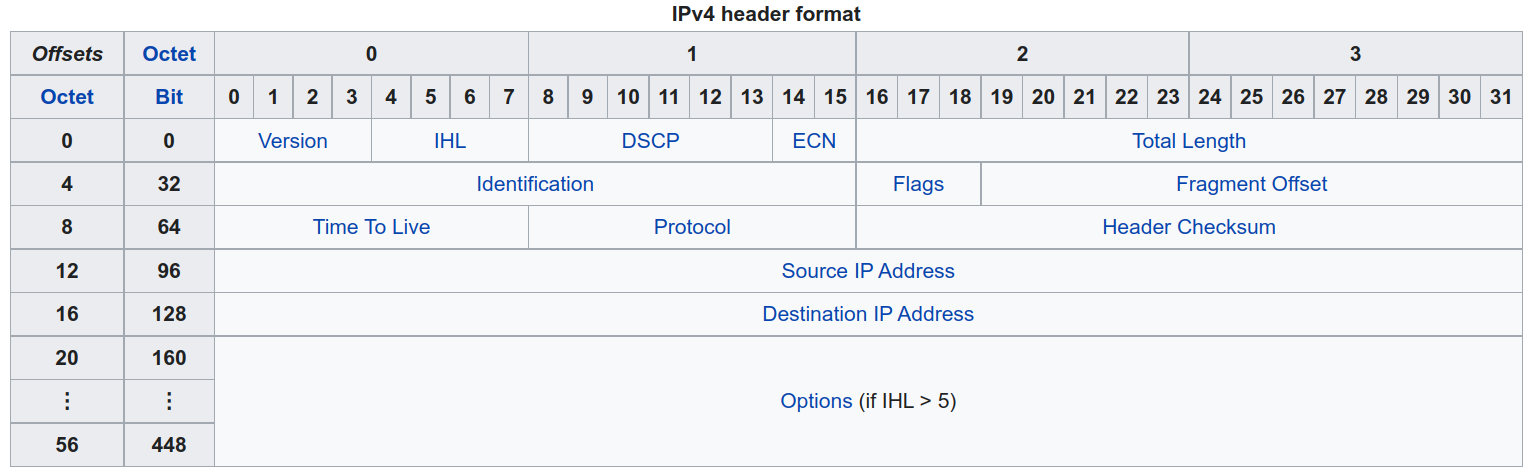 IPv4 header format
Offsets Octet 0 1 2 3
Octet Bit 0 1 2 3 4 5 6 7 8 9 10 11 12 13 14 15 16 17 18 19 20 21 22 23 24 25 26 27 28 29 30 31
0 0 Version IHL DSCP ECN Total Length
4 32 Identification Flags Fragment Offset
8 64 Time To Live Protocol Header Checksum
12 96 Source IP Address
16 128 Destination IP Address
20 160
⋮ ⋮ Options (if IHL > 5)
56 448